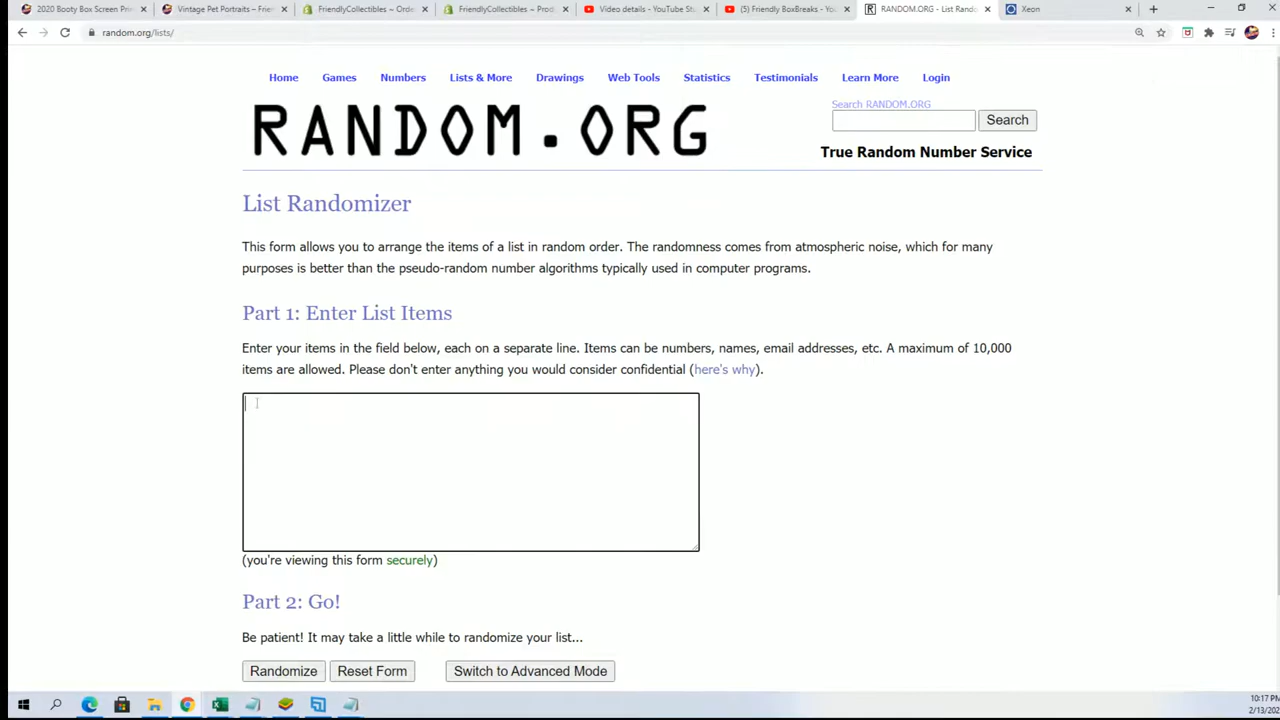 2020 Booty Box Screen Prin
Vintage Pet Portraits – Frien
FriendlyCollectibles ~ Orde
FriendlyCollectibles ~ Prod
Video details - YouTube Stu
(5) Friendly BoxBreaks - You
RANDOM.ORG - List Rando
Xeon
random.org/lists/
Home Games Numbers Lists & More Drawings Web Tools Statistics Testimonials Learn More Login
RANDOM.ORG
Search RANDOM.ORG
Search
True Random Number Service
List Randomizer
This form allows you to arrange the items of a list in random order. The randomness comes from atmospheric noise, which for many
purposes is better than the pseudo-random number algorithms typically used in computer programs.
Part 1: Enter List Items
Enter your items in the field below, each on a separate line. Items can be numbers, names, email addresses, etc. A maximum of 10,000
items are allowed. Please don't enter anything you would consider confidential (here's why).
(you're viewing this form securely)
Part 2: Go!
Be patient! It may take a little while to randomize your list...
Randomize Reset Form Switch to Advanced Mode
10:17 PM
2/13/202